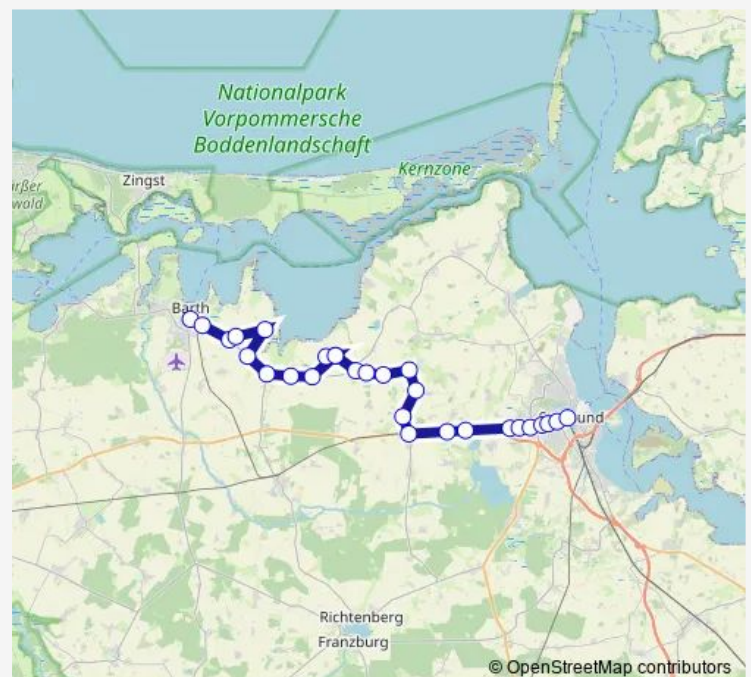 Nationalpark
Vorpommersche
Boddenlandschaft
Kernzone
Zingst
Barth
Richtenberg
Franzburg
© OpenStreetMap contributors